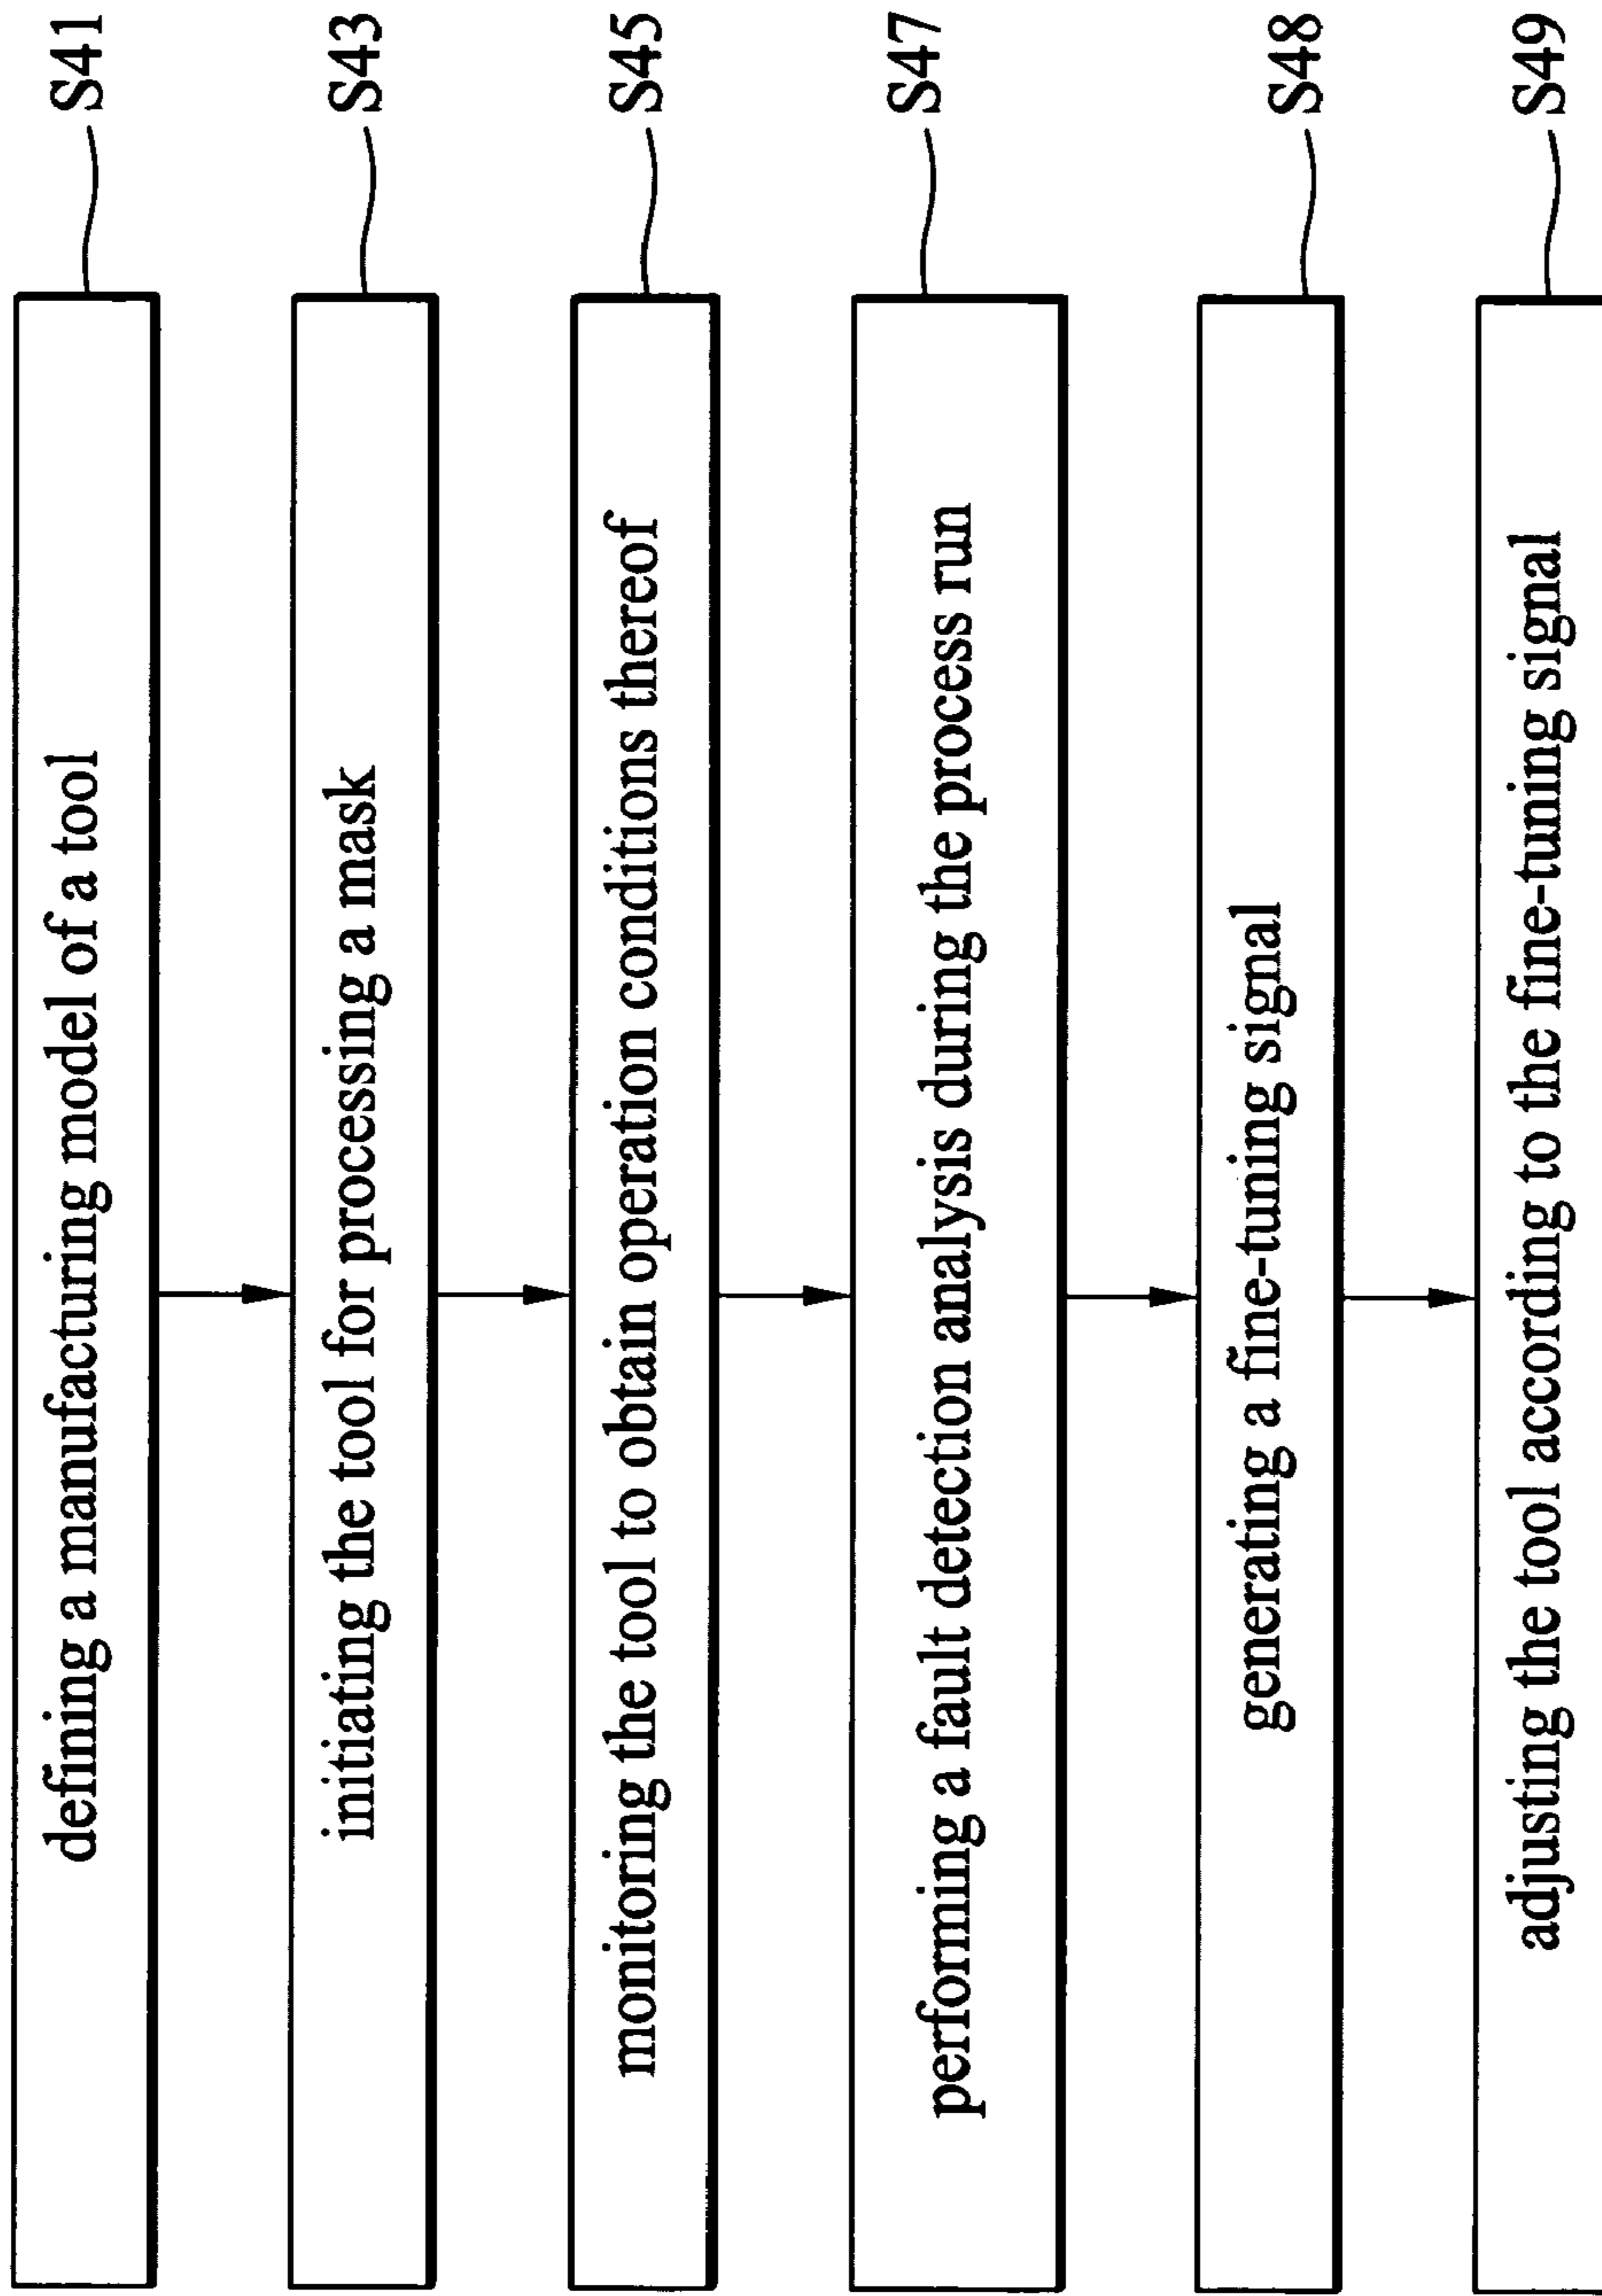 defining a manufacturing model of a tool
S41
initiating the tool for processing a mask
S43
monitoring the tool to obtain operation conditions thereof
S45
performing a fault detection analysis during the process run
S47
generating a fine-tuning signal
S48
adjusting the tool according to the fine-tuning signal
S49